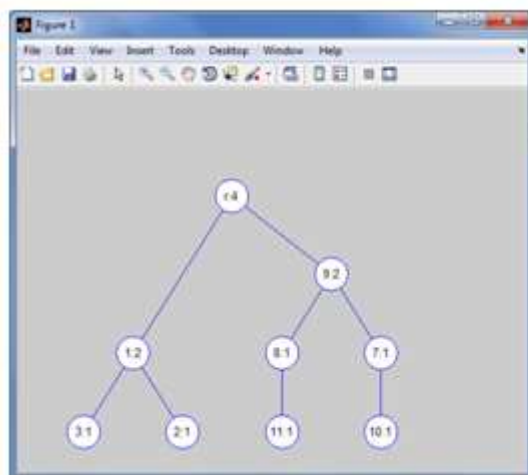 Figure 1
File Edit View Insert Tools Desktop Window Help
r:4
9:2
1:2 8:1 7:1
3:1 2:1 11:1 10:1